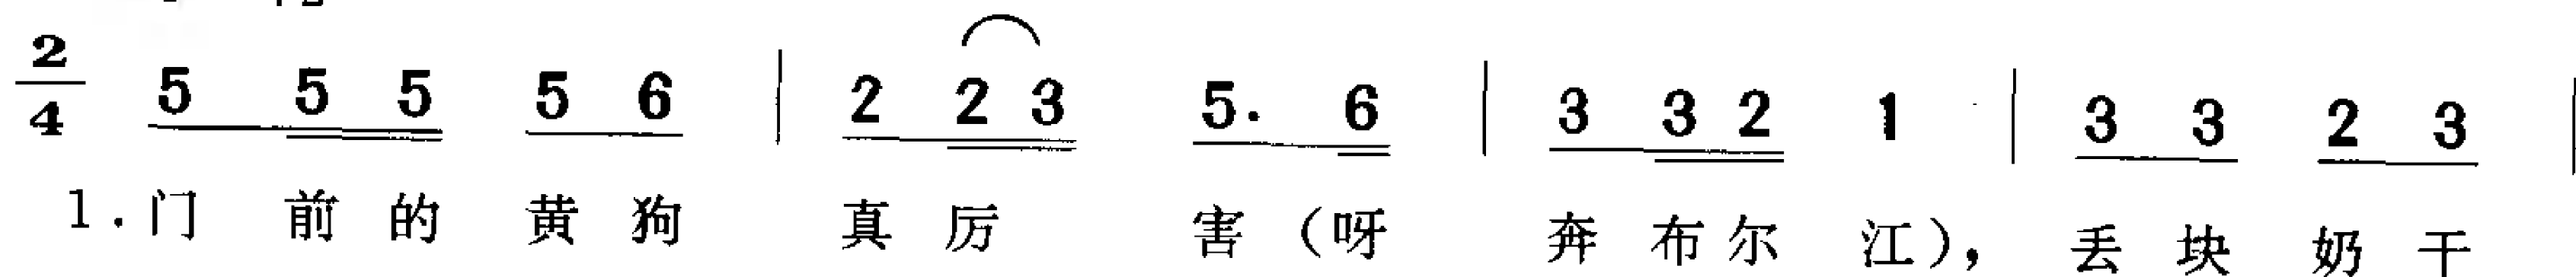 2/4 5 5 5 5 6 | 2 2 3 5. 6 | 3 3 2 1 | 3 3 2 3 |
1.门前的黄狗真厉害(呀奔布尔江),丢块奶干